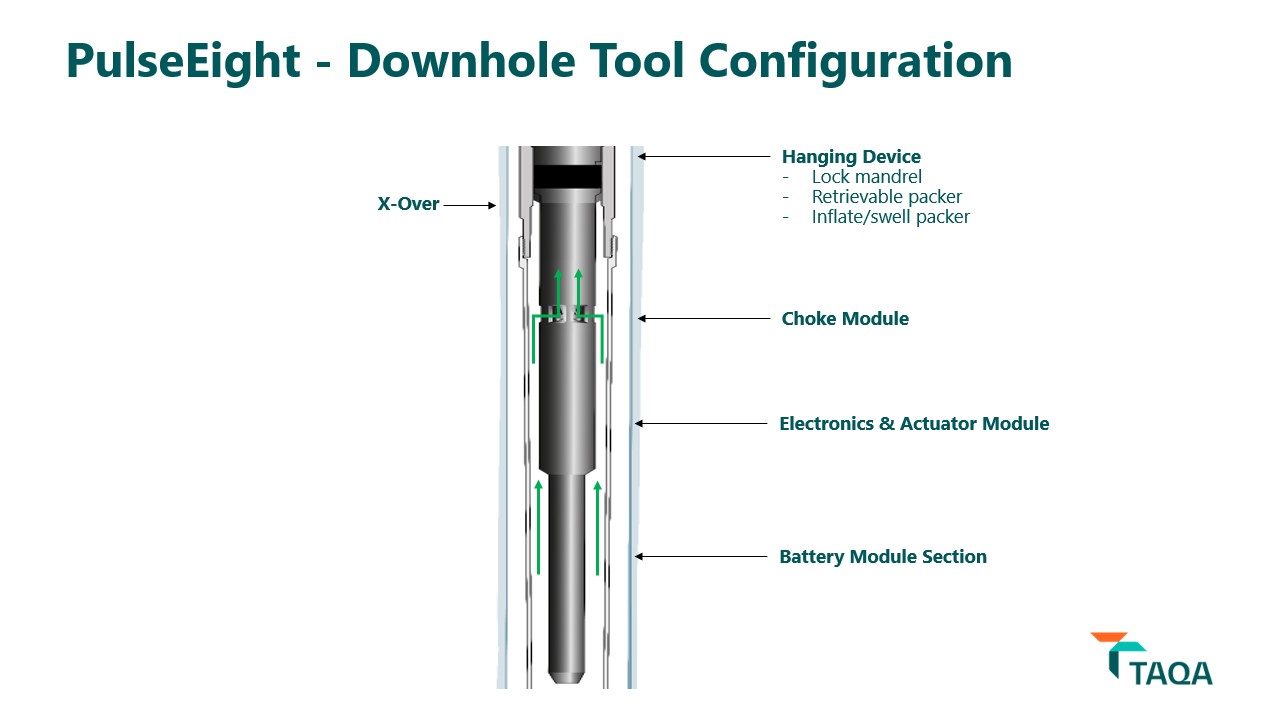 PulseEight - Downhole Tool Configuration
X-Over
Hanging Device
- Lock mandrel
- Retrievable packer
- Inflate/swell packer
Choke Module
Electronics & Actuator Module
Battery Module Section
TAQA